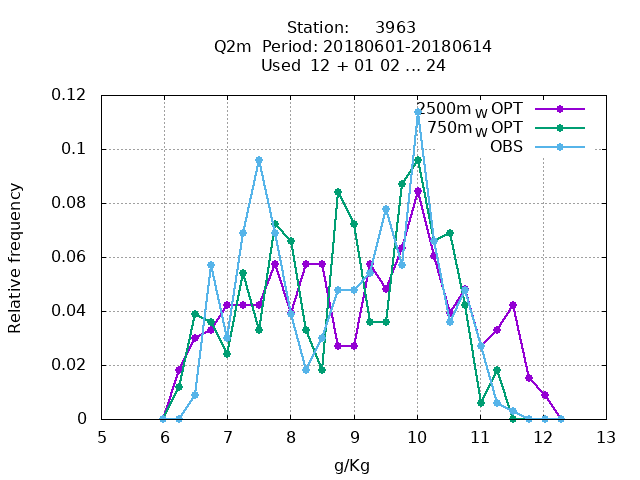 Station:     3963
Q2m  Period: 20180601-20180614
Used  12 + 01 02 ... 24
0.12
0.1
0.08
0.06
0.04
0.02
0
Relative frequency
2500m W OPT
750m W OPT
OBS
5 6 7 8 9 10 11 12 13
g/Kg